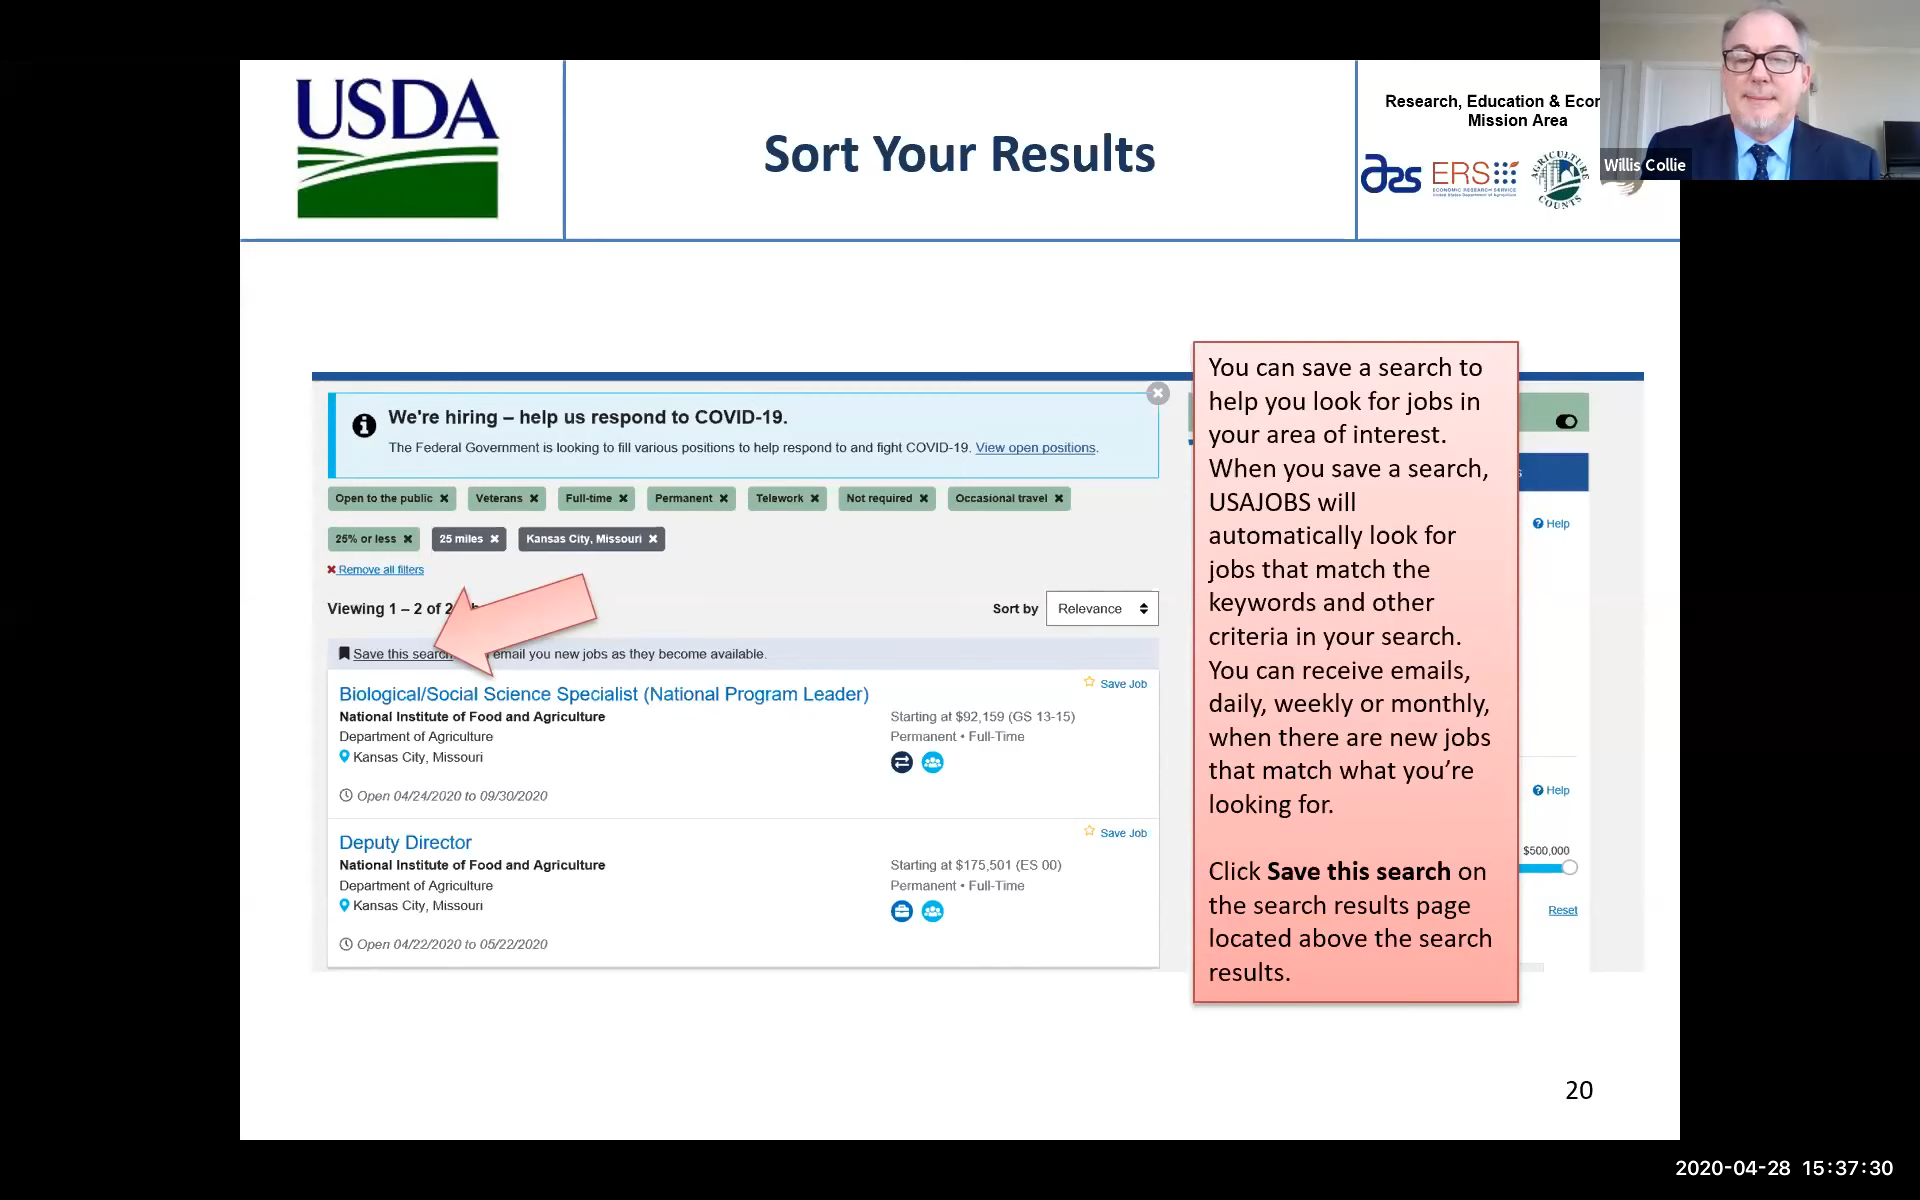 USDA
Sort Your Results
Research, Education & Econ
Mission Area
ars ERS
ECONOMIC RESEARCH SERVICE
United States Department of Agriculture
AGRICULTURE
COUNTS
Willis Collie
We're hiring – help us respond to COVID-19.
The Federal Government is looking to fill various positions to help respond to and fight COVID-19. View open positions.
Open to the public ✖ Veterans ✖ Full-time ✖ Permanent ✖ Telework ✖ Not required ✖ Occasional travel ✖
25% or less ✖ 25 miles ✖ Kansas City, Missouri ✖
✖ Remove all filters
Viewing 1 – 2 of 2
Sort by Relevance
Save this search email you new jobs as they become available.
Biological/Social Science Specialist (National Program Leader)
Save Job
National Institute of Food and Agriculture
Starting at $92,159 (GS 13-15)
Department of Agriculture
Permanent • Full-Time
Kansas City, Missouri
Open 04/24/2020 to 09/30/2020
Deputy Director
Save Job
National Institute of Food and Agriculture
Starting at $175,501 (ES 00)
Department of Agriculture
Permanent • Full-Time
Kansas City, Missouri
Open 04/22/2020 to 05/22/2020
You can save a search to
help you look for jobs in
your area of interest.
When you save a search,
USAJOBS will
automatically look for
jobs that match the
keywords and other
criteria in your search.
You can receive emails,
daily, weekly or monthly,
when there are new jobs
that match what you’re
looking for.
Click Save this search on
the search results page
located above the search
results.
Help
Help
$500,000
Reset
20
2020-04-28 15:37:30